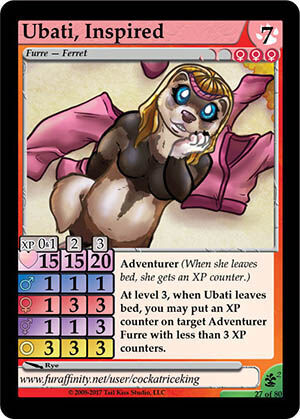 Ubati, Inspired
7
Furre — Ferret
XP 0&1 2 3
15 15 20
♂ 1 1 1
♀ 1 3 3
⚥ 1 1 3
O 3 3 3
Adventurer (When she leaves
bed, she gets an XP counter.)
At level 3, when Ubati leaves
bed, you may put an XP
counter on target Adventurer
Furre with less than 3 XP
counters.
Rye
www.furaffinity.net/user/cockatriceking
© 2008-2017 Tail Kiss Studio, LLC
27 of 80